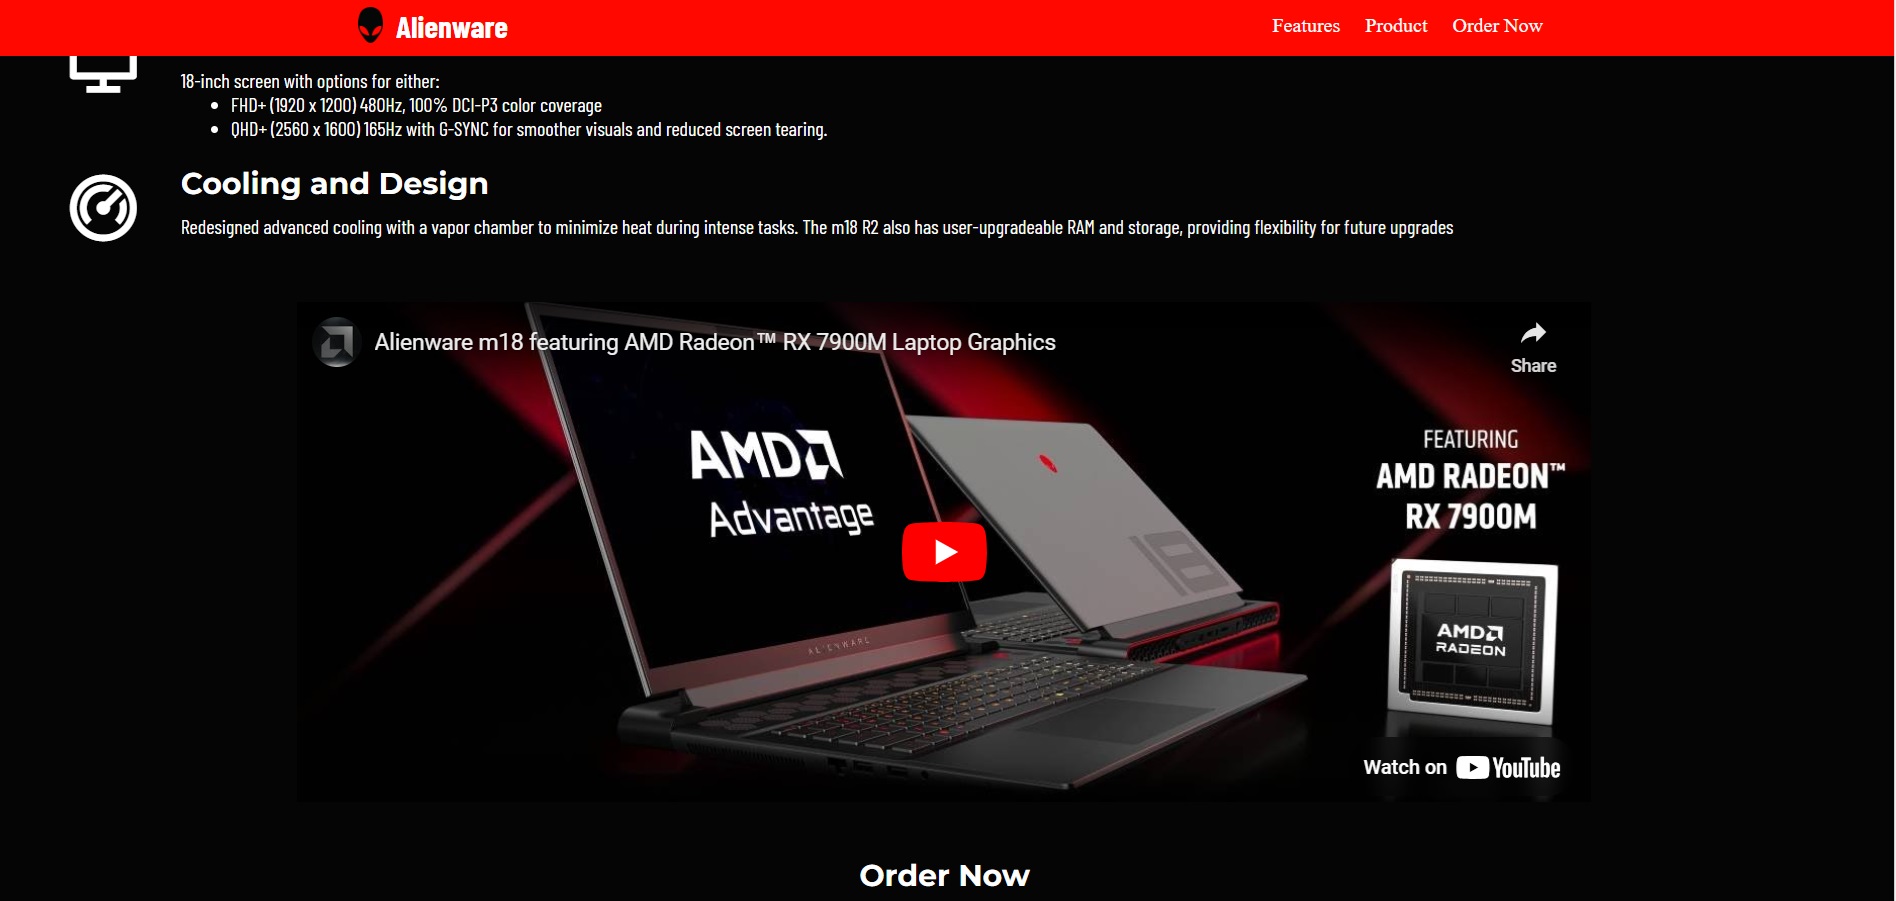 Alienware
Features Product Order Now
18-inch screen with options for either:
FHD+ (1920 x 1200) 480Hz, 100% DCI-P3 color coverage
QHD+ (2560 x 1600) 165Hz with G-SYNC for smoother visuals and reduced screen tearing.
Cooling and Design
Redesigned advanced cooling with a vapor chamber to minimize heat during intense tasks. The m18 R2 also has user-upgradeable RAM and storage, providing flexibility for future upgrades
Alienware m18 featuring AMD Radeon™ RX 7900M Laptop Graphics
Share
AMD
Advantage
ALIENWARE
18
FEATURING
AMD RADEON™
RX 7900M
AMD
RADEON
Watch on YouTube
Order Now